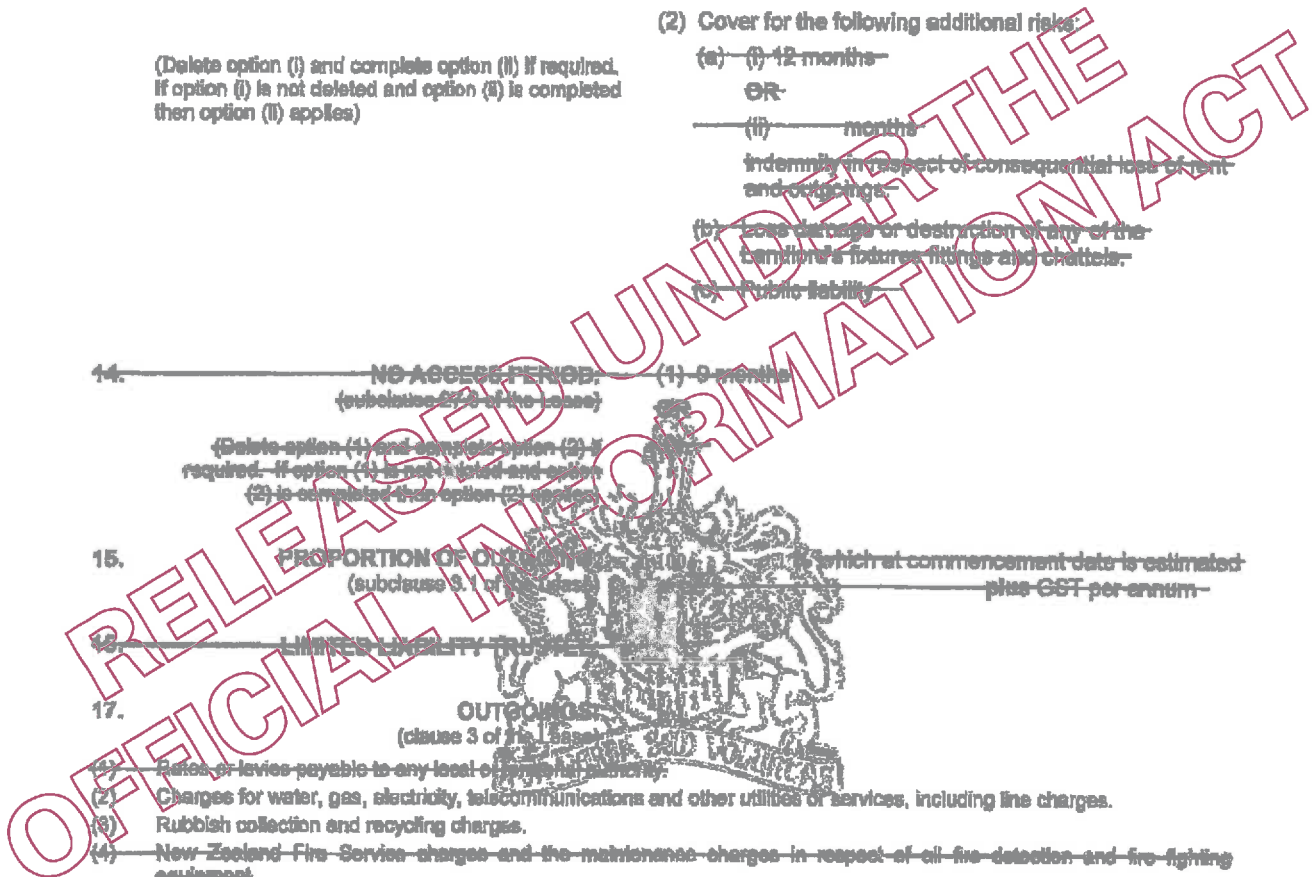 (2) Cover for the following additional risks:
(Delete option (i) and complete option (ii) if required.
If option (i) is not deleted and option (ii) is completed
then option (ii) applies)
(a) (i) 12 months
OR
(ii) months
indemnity in respect of consequential loss of rent
and outgoings.
(b) Loss damage or destruction of any of the
Landlord's fixtures fittings and chattels.
(c) Public liability
RELEASED UNDER THE
OFFICIAL INFORMATION ACT
14. NO ACCESS PERIOD: (1) 9 months
(subclause 27.6 of the Lease)
OR
(Delete option (1) and complete option (2) if
required. If option (1) is not deleted and option
(2) is completed then option (2) applies)
15. PROPORTION OF which at commencement date is estimated
(subclause 3.1 of plus GST per annum
16. LIMITED LIABILITY TRUSTEE:
17. OUTGOINGS:
(clause 3 of the Lease)
(1) Rates or levies payable to any local or authority.
(2) Charges for water, gas, electricity, telecommunications and other utilities or services, including line charges.
(3) Rubbish collection and recycling charges.
(4) New Zealand Fire Service charges and the maintenance charges in respect of all fire detection and fire fighting
equipment